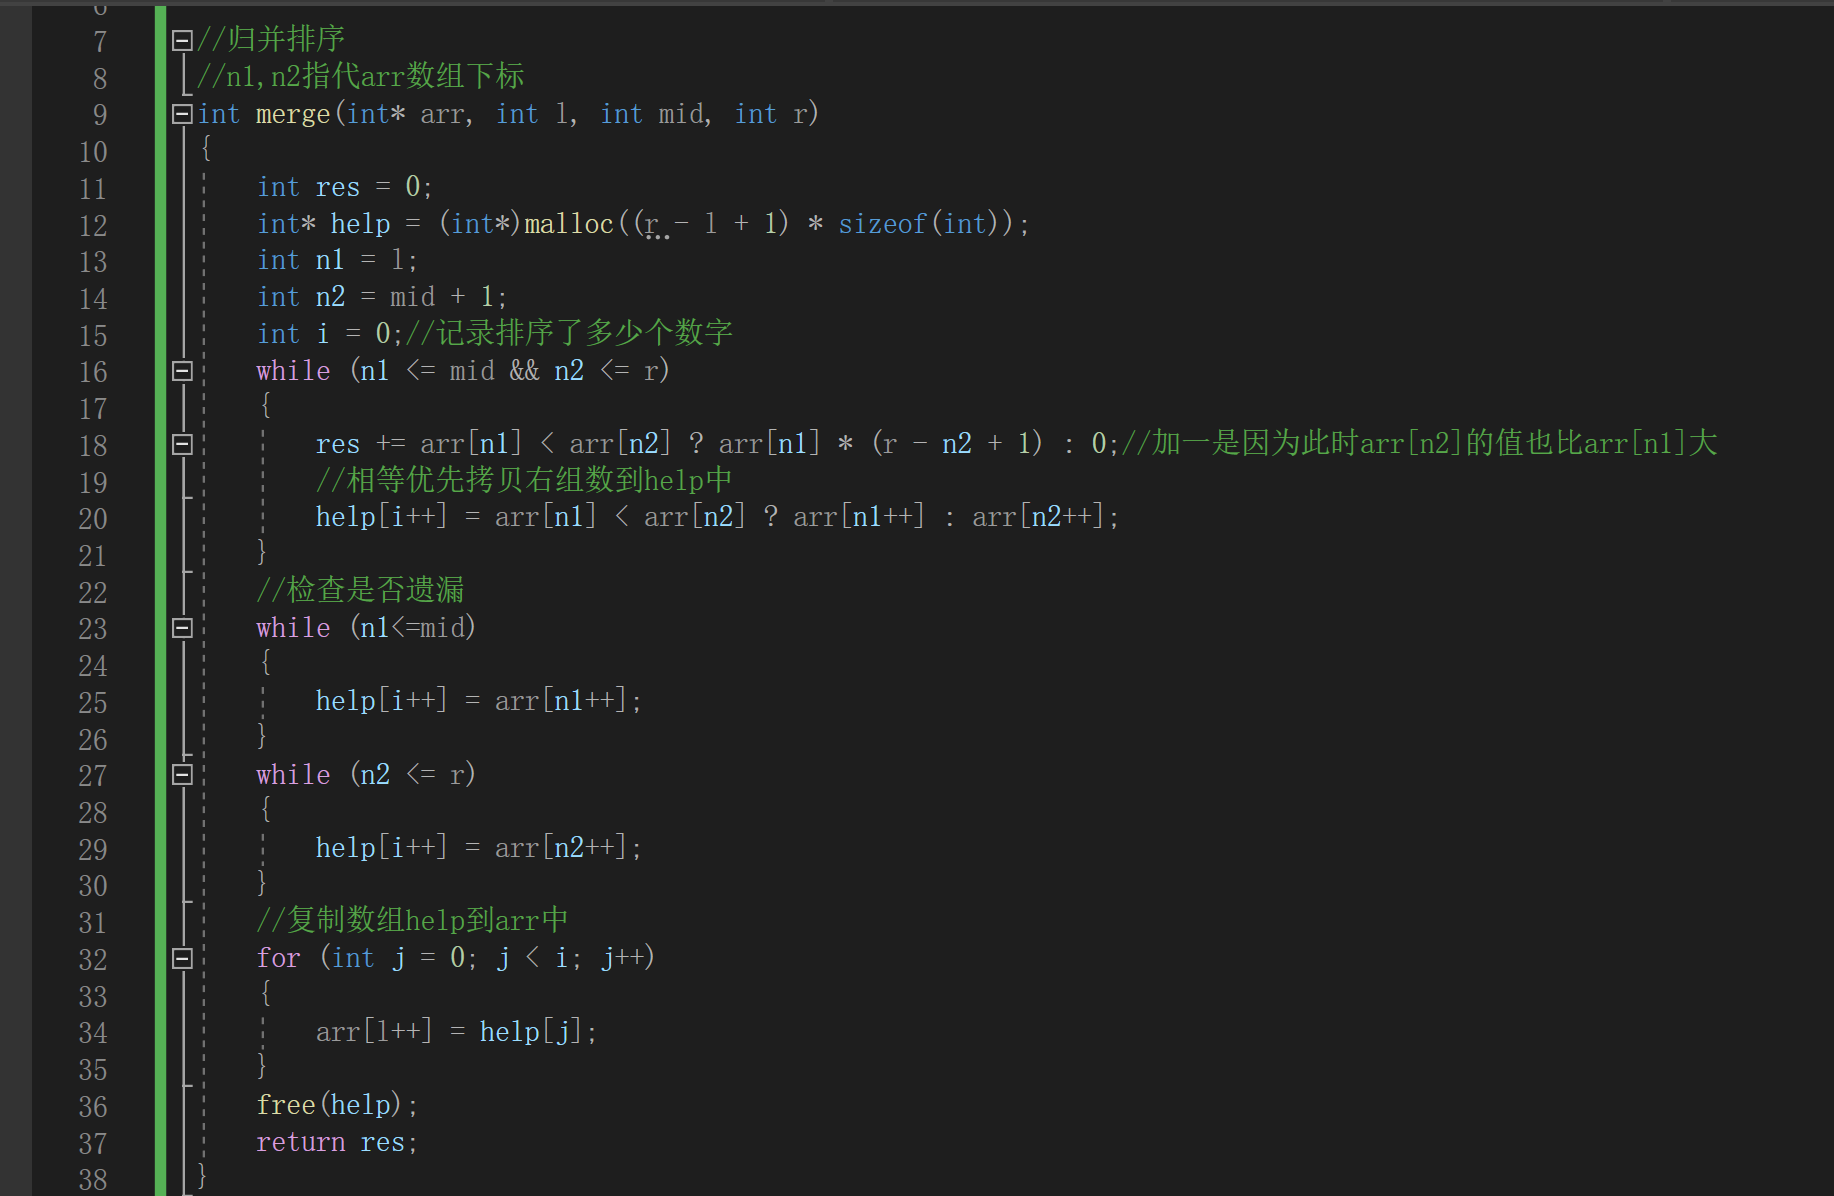 7 //归并排序
8 //n1,n2指代arr数组下标
9 int merge(int* arr, int l, int mid, int r)
10 {
11 int res = 0;
12 int* help = (int*)malloc((r - l + 1) * sizeof(int));
13 int n1 = l;
14 int n2 = mid + 1;
15 int i = 0;//记录排序了多少个数字
16 while (n1 <= mid && n2 <= r)
17 {
18 res += arr[n1] < arr[n2] ? arr[n1] * (r - n2 + 1) : 0;//加一是因为此时arr[n2]的值也比arr[n1]大
19 //相等优先拷贝右组数到help中
20 help[i++] = arr[n1] < arr[n2] ? arr[n1++] : arr[n2++];
21 }
22 //检查是否遗漏
23 while (n1<=mid)
24 {
25 help[i++] = arr[n1++];
26 }
27 while (n2 <= r)
28 {
29 help[i++] = arr[n2++];
30 }
31 //复制数组help到arr中
32 for (int j = 0; j < i; j++)
33 {
34 arr[l++] = help[j];
35 }
36 free(help);
37 return res;
38 }